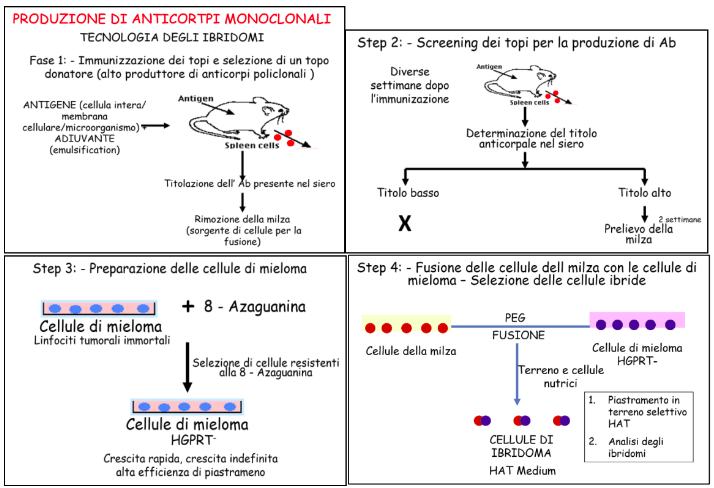 PRODUZIONE DI ANTICORTPI MONOCLONALI
TECNOLOGIA DEGLI IBRIDOMI
Fase 1: - Immunizzazione dei topi e selezione di un topo
donatore (alto produttore di anticorpi policlonali )
ANTIGENE (cellula intera/
membrana
cellulare/microorganismo) +
ADIUVANTE
(emulsification)
Antigen
Spleen cells
Titolazione dell' Ab presente nel siero
Rimozione della milza
(sorgente di cellule per la
fusione)
Step 2: - Screening dei topi per la produzione di Ab
Diverse
settimane dopo
l'immunizazione
Antigen
Spleen cells
Determinazione del titolo
anticorpale nel siero
Titolo basso
Titolo alto
X
2 settimane
Prelievo della
milza
Step 3: - Preparazione delle cellule di mieloma
+ 8 - Azaguanina
Cellule di mieloma
Linfociti tumorali immortali
Selezione di cellule resistenti
alla 8 - Azaguanina
Cellule di mieloma
HGPRT-
Crescita rapida, crescita indefinita
alta efficienza di piastrameno
Step 4: - Fusione delle cellule dell milza con le cellule di
mieloma – Selezione delle cellule ibride
PEG
FUSIONE
Cellule della milza
Cellule di mieloma
HGPRT-
Terreno e cellule
nutrici
1. Piastramento in
terreno selettivo
HAT
2. Analisi degli
ibridomi
CELLULE DI
IBRIDOMA
HAT Medium